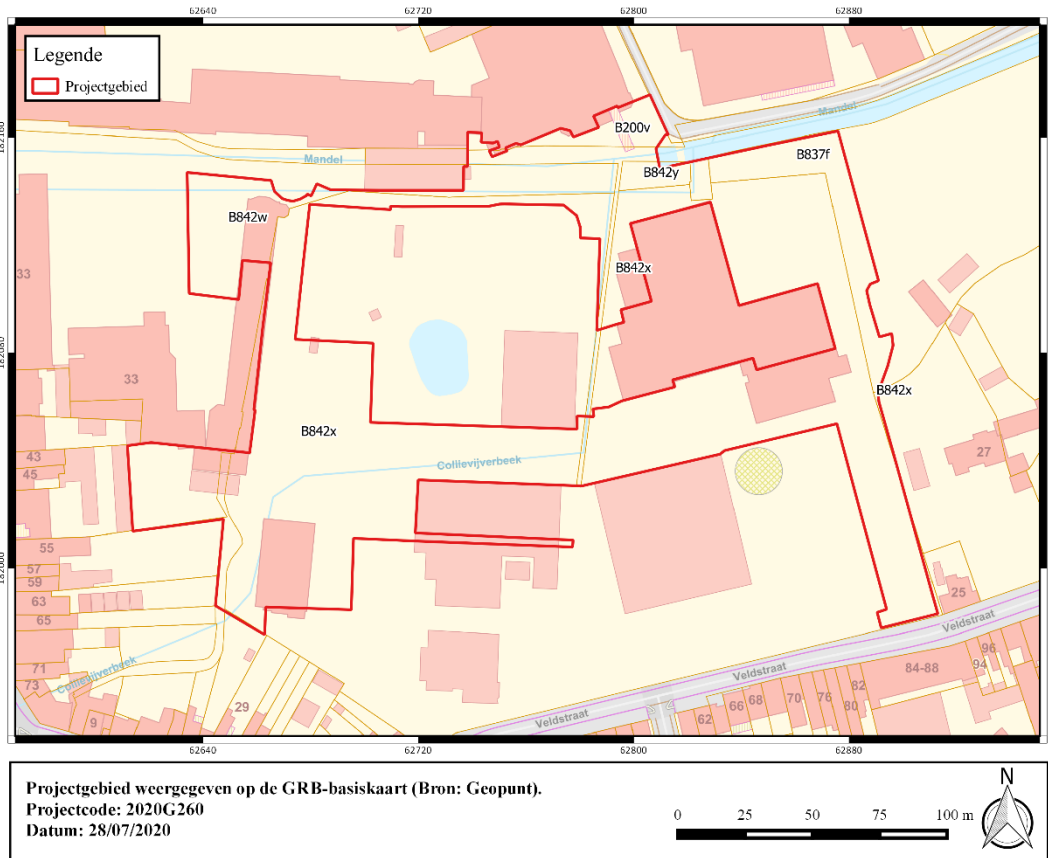 62640 62720 62800 62880
Legende
Projectgebied
B200v
Mandel
182160
B837f
Mandel
B842y
B842w
33
B842x
182080
33
B842x
B842x
43
27
45
Collievijverbeek
55
57
182000
59
25
63
Veldstraat
65
96
71
84-88
94
Collievijverbeek
Veldstraat
73
82
68
70
76
66
80
29
9
Veldstraat
62
62640 62720 62800 62880
Projectgebied weergegeven op de GRB-basiskaart (Bron: Geopunt).
Projectcode: 2020G260
Datum: 28/07/2020
N
0 25 50 75 100 m